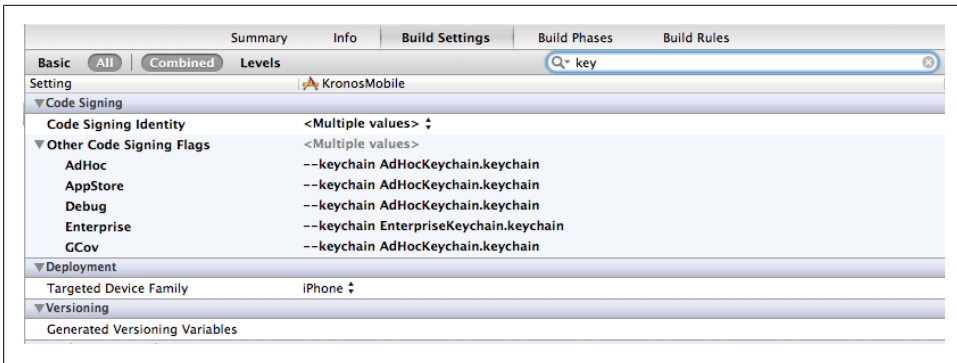 Summary Info Build Settings Build Phases Build Rules
Basic All Combined Levels key
Setting KronosMobile
Code Signing
Code Signing Identity <Multiple values>
Other Code Signing Flags <Multiple values>
AdHoc --keychain AdHocKeychain.keychain
AppStore --keychain AdHocKeychain.keychain
Debug --keychain AdHocKeychain.keychain
Enterprise --keychain EnterpriseKeychain.keychain
GCov --keychain AdHocKeychain.keychain
Deployment
Targeted Device Family iPhone
Versioning
Generated Versioning Variables